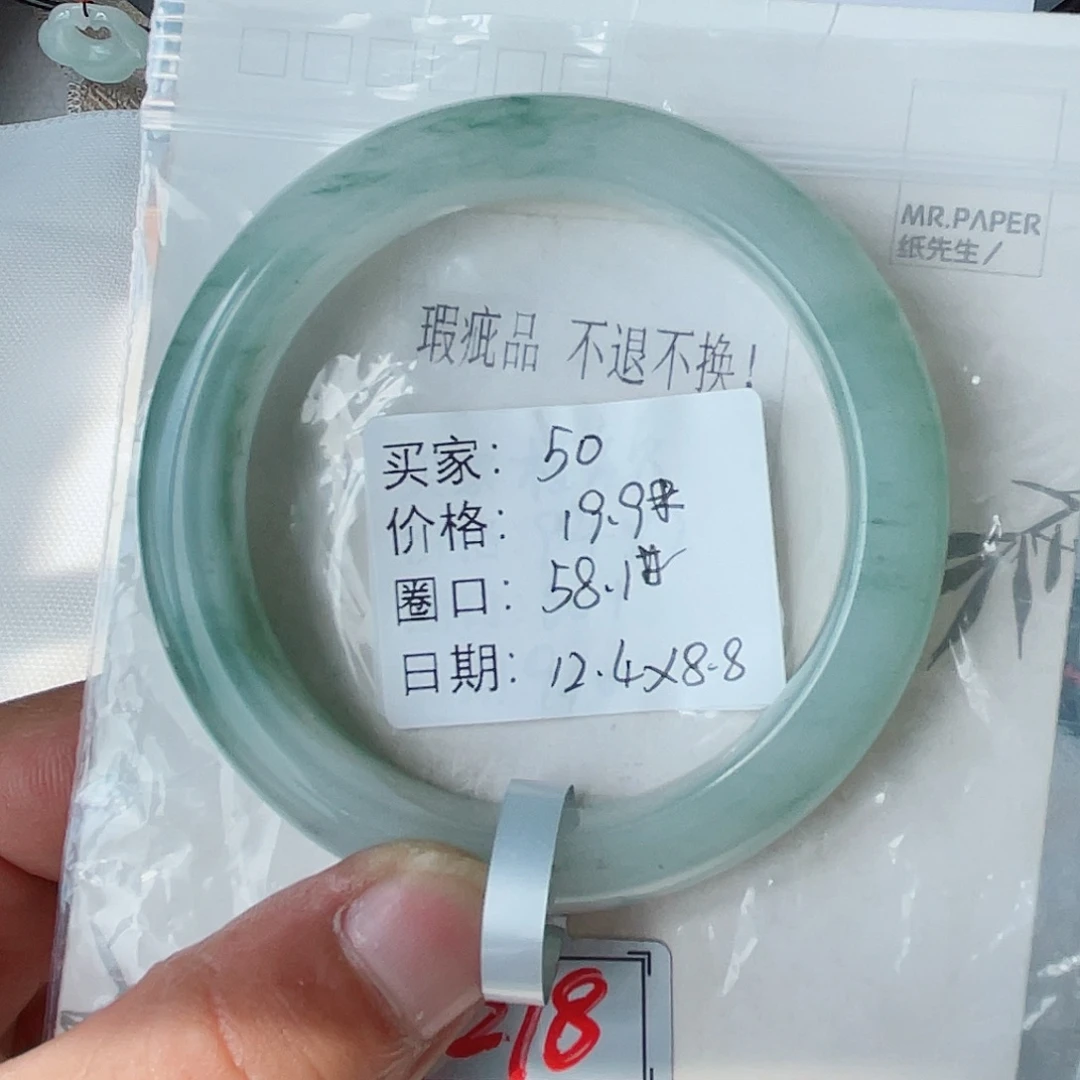 MR.PAPER
纸先生/
瑕疵品 不退不换!
买家: 50
价格: 19.9
圈口: 58.1
日期: 12.4x8.8
218